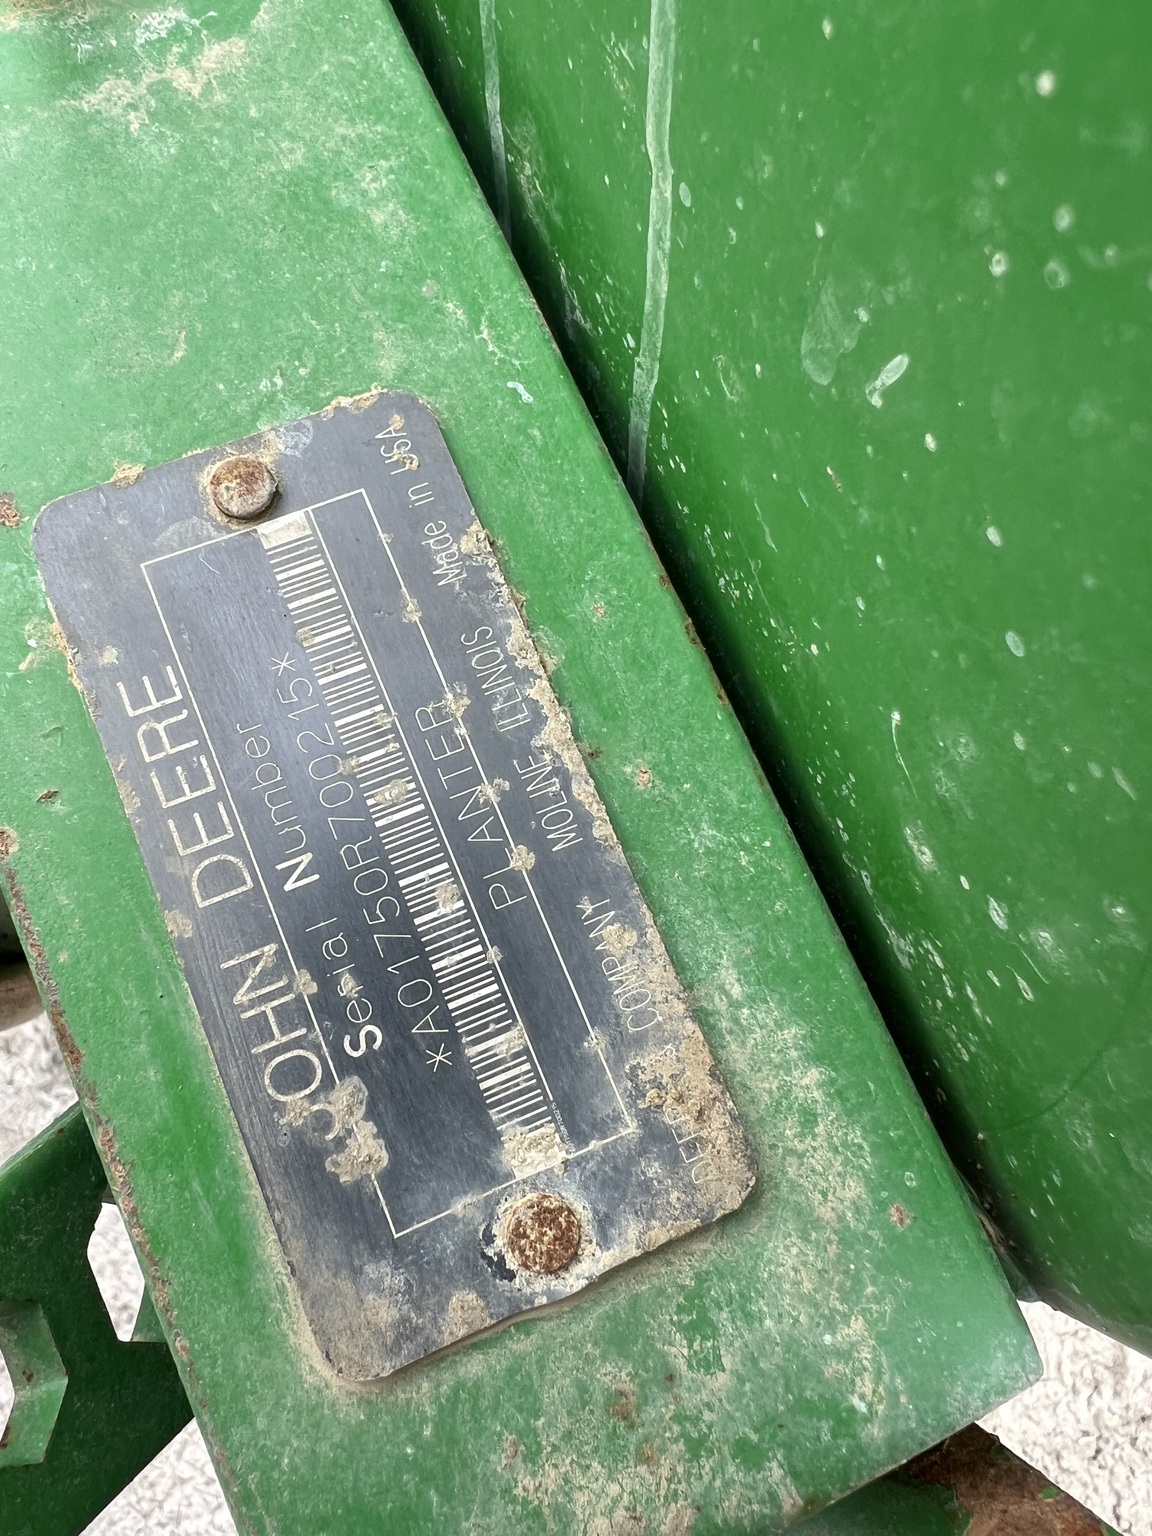 JOHN DEERE
Serial Number
*A01750R700215*
PLANTER
DEERE & COMPANY MOLINE ILLINOIS Made in USA